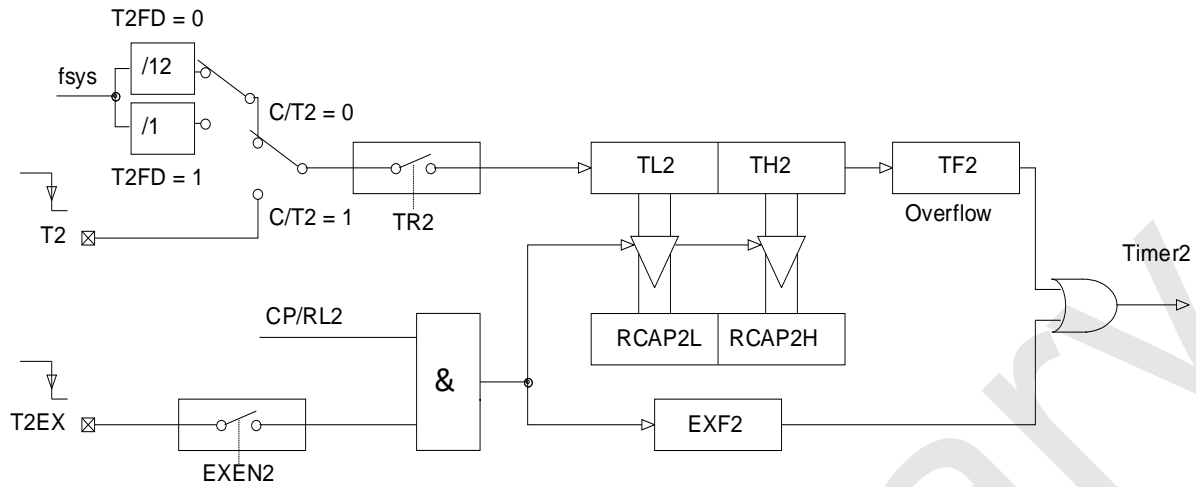 T2FD = 0
/12
fsys
/1
C/T2 = 0
T2FD = 1
C/T2 = 1
T2
TR2
TL2
TH2
TF2
Overflow
Timer2
CP/RL2
&
RCAP2L
RCAP2H
T2EX
EXEN2
EXF2